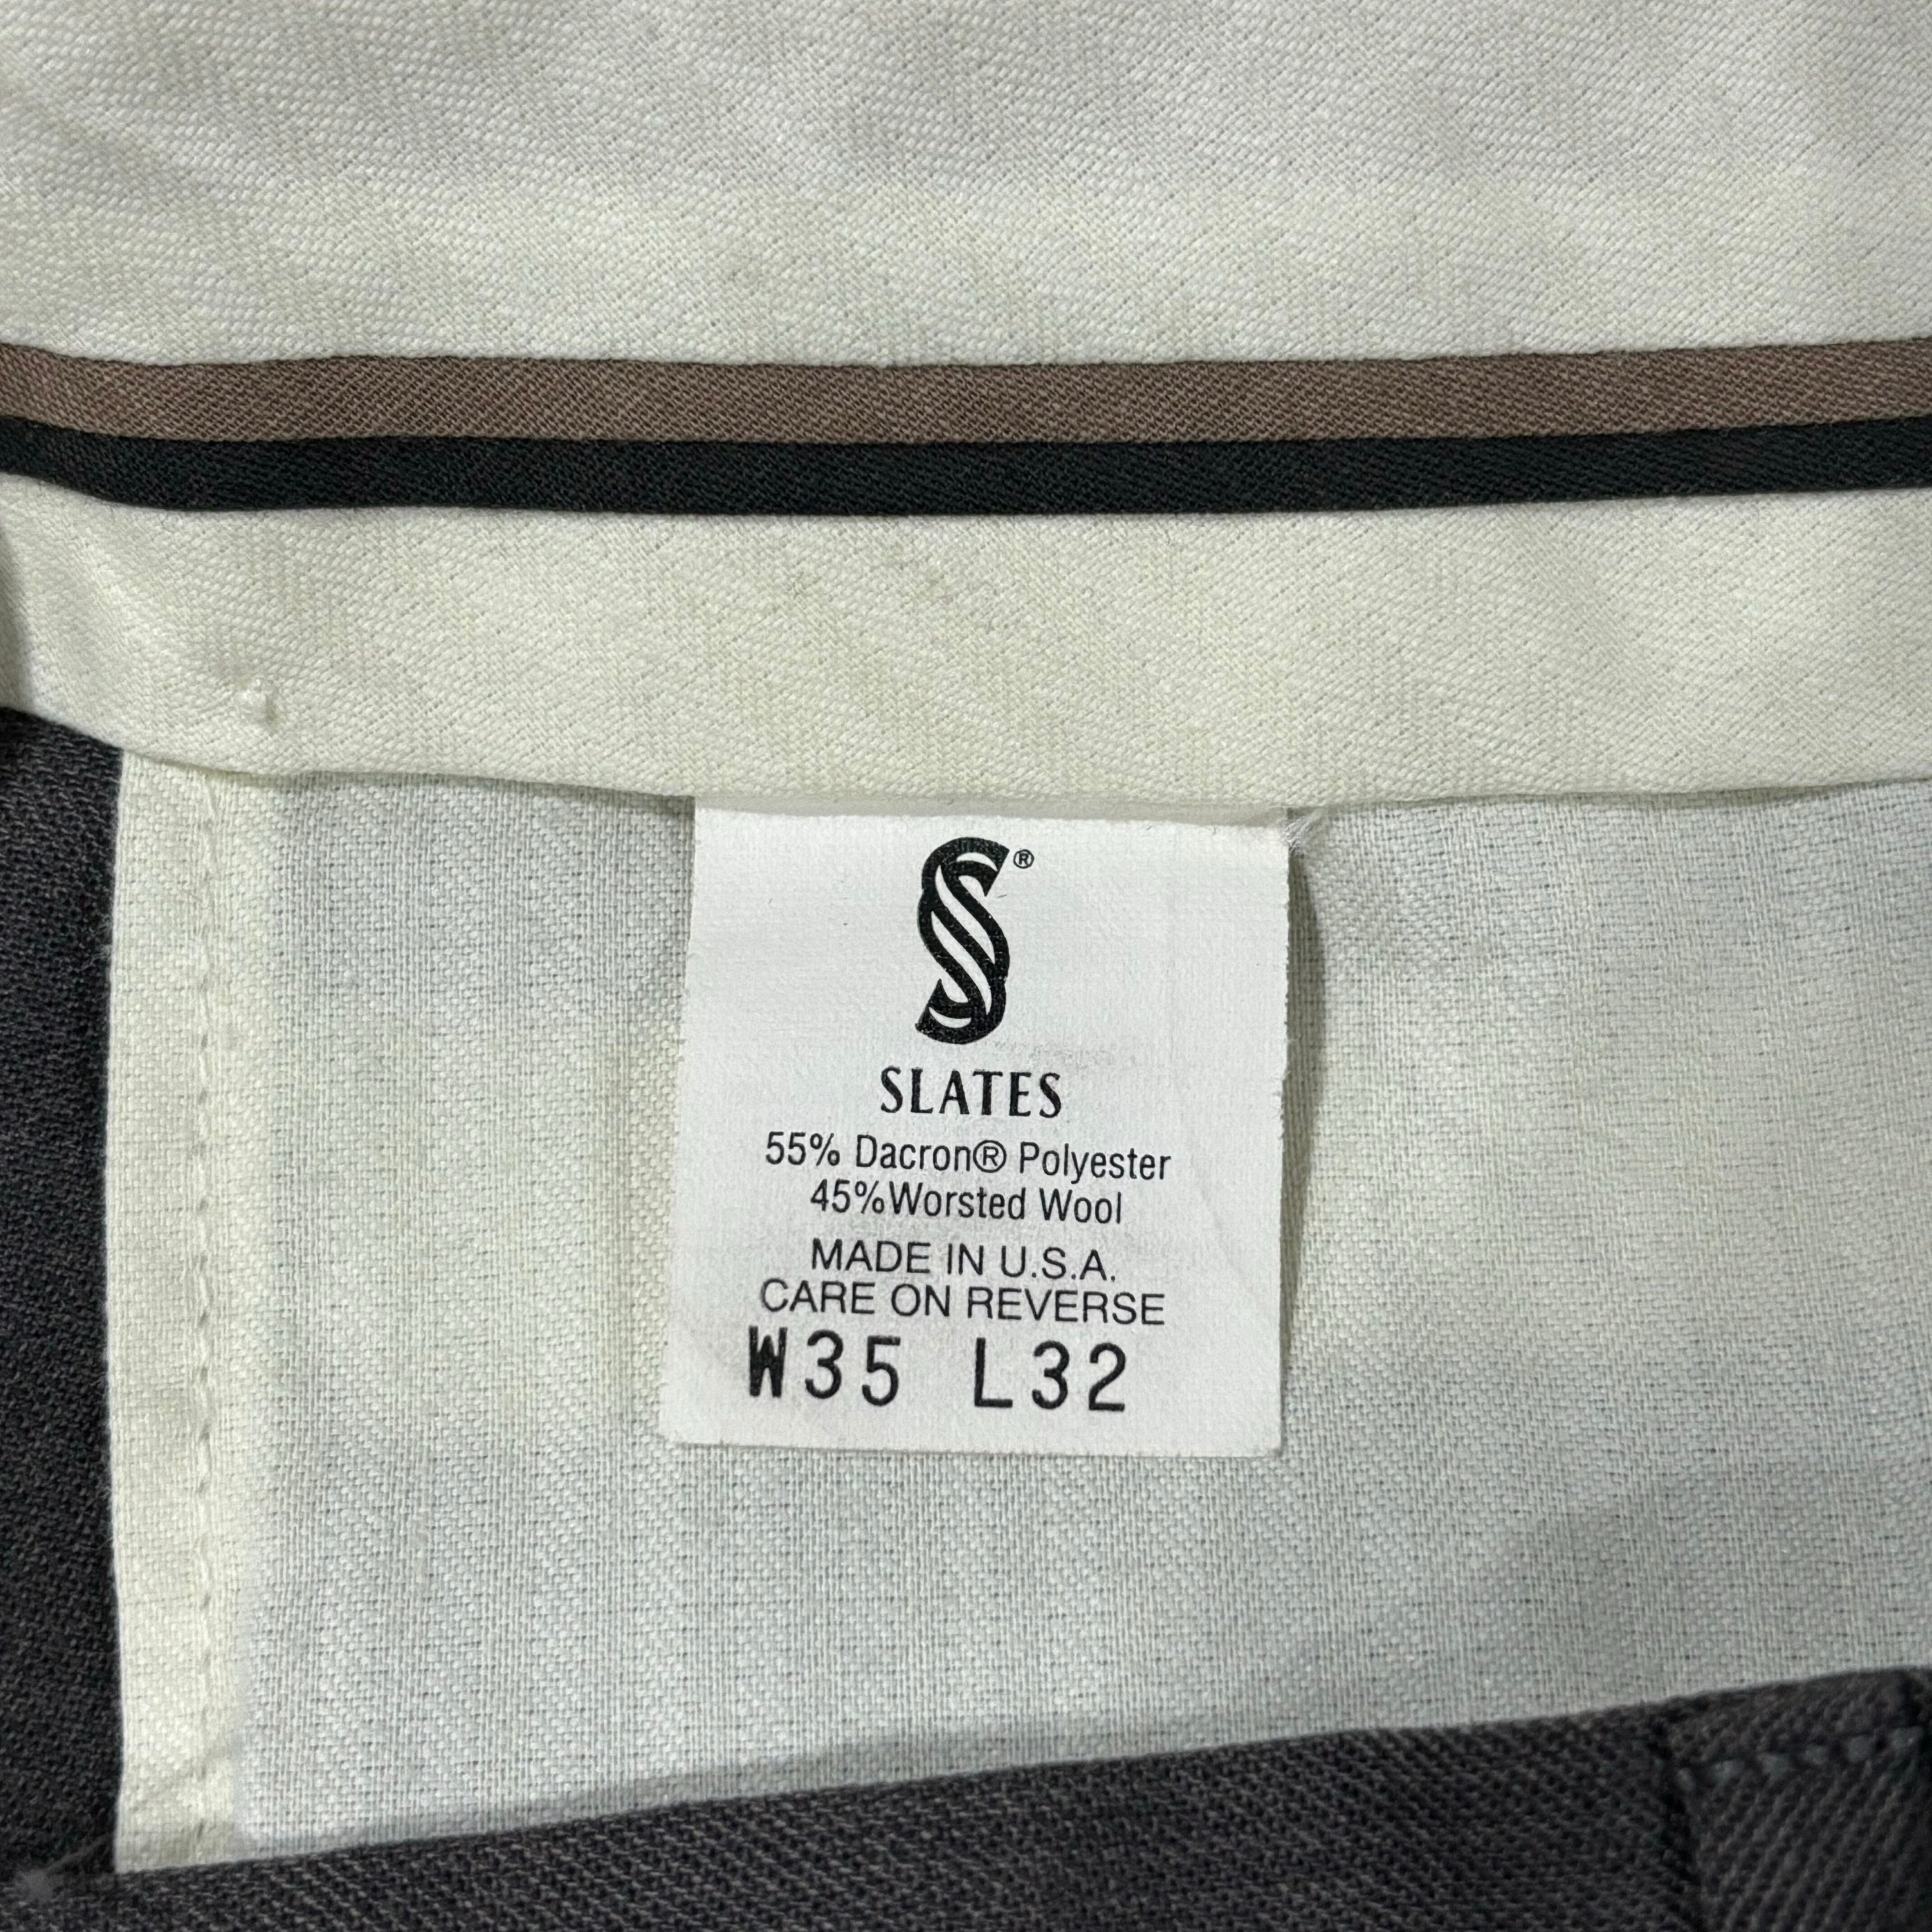 ®
SLATES
55% Dacron® Polyester
45%Worsted Wool
MADE IN U.S.A.
CARE ON REVERSE
W35 L32